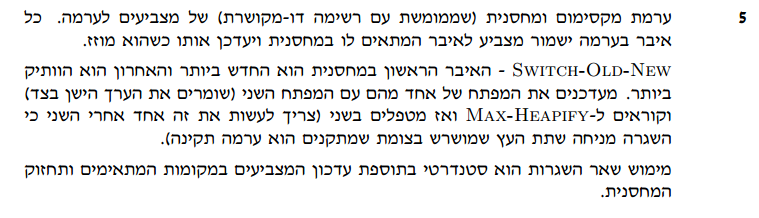 5 ערמת מקסימום ומחסנית (שממומשת עם רשימה דו-מקושרת) של מצביעים לערמה. כל
איבר בערמה ישמור מצביע לאיבר המתאים לו במחסנית ויעדכן אותו כשהוא מוזז.
SWITCH-OLD-NEW - האיבר הראשון במחסנית הוא החדש ביותר והאחרון הוא הוותיק
ביותר. מעדכנים את המפתח של אחד מהם עם המפתח השני (שומרים את הערך הישן בצד)
וקוראים ל-MAX-HEAPIFY ואז מטפלים בשני (צריך לעשות את זה אחד אחרי השני כי
השגרה מניחה שתת העץ שמושרש בצומת שמתקנים הוא ערמה תקינה).
מימוש שאר השגרות הוא סטנדרטי בתוספת עדכון המצביעים במקומות המתאימים ותחזוק
המחסנית.